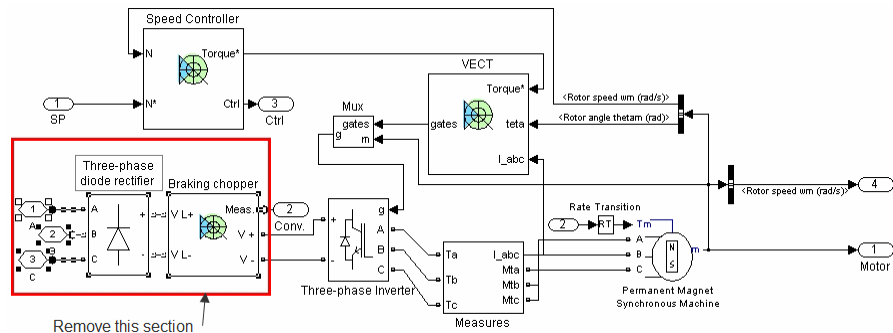 Speed Controller
N
Torque*
N*
Ctrl
1
SP
3
Ctrl
VECT
Torque*
gates
teta
I_abc
<Rotor speed wm (rad/s)>
<Rotor angle thetam (rad)>
Mux
gates
g
m
<Rotor speed wm (rad/s)>
4
Three-phase
diode rectifier
Braking chopper
1
A
2
B
3
C
A
B
C
+
-
V L+
V L-
Meas.
V +
V -
2
Conv.
g
+
-
A
B
C
Three-phase Inverter
Ta
Tb
Tc
I_abc
Mta
Mtb
Mtc
Measures
Rate Transition
2
RT
Tm
A
B
C
N
S
m
Permanent Magnet
Synchronous Machine
1
Motor
Remove this section